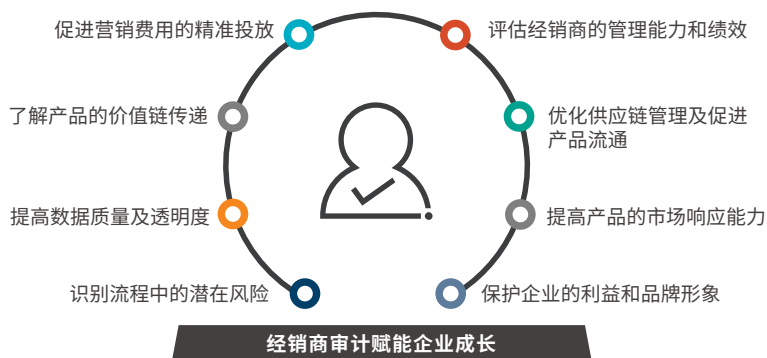 促进营销费用的精准投放
评估经销商的管理能力和绩效
了解产品的价值链传递
优化供应链管理及促进
产品流通
提高数据质量及透明度
提高产品的市场响应能力
识别流程中的潜在风险
保护企业的利益和品牌形象
经销商审计赋能企业成长